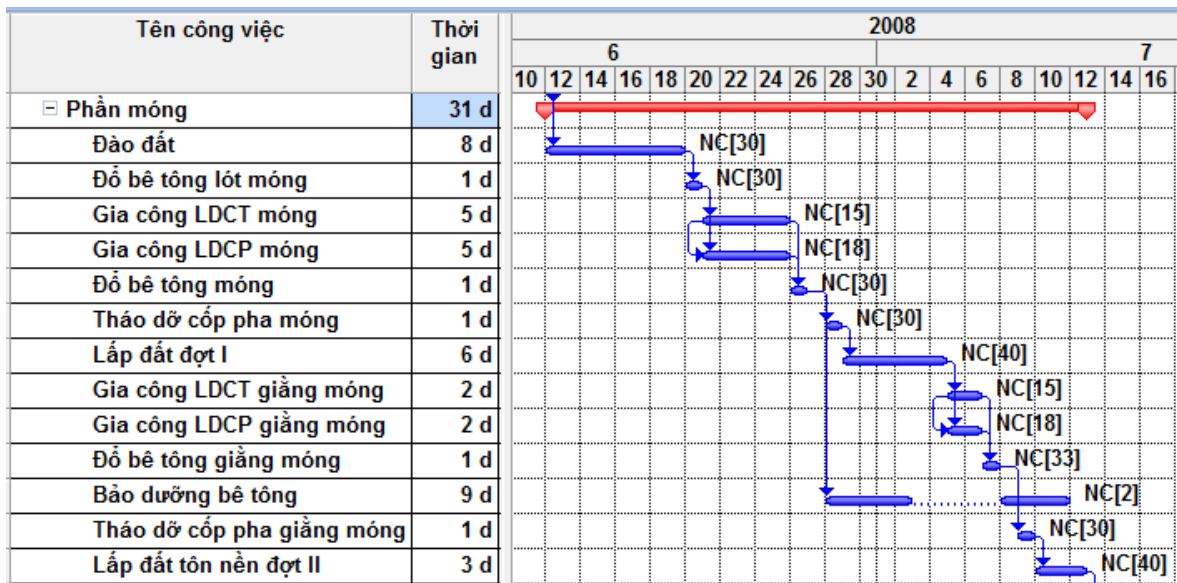 Tên công việc Thời gian 2008
6 7
10 12 14 16 18 20 22 24 26 28 30 2 4 6 8 10 12 14 16
Phần móng 31 d
Đào đất 8 d NC[30]
Đổ bê tông lót móng 1 d NC[30]
Gia công LDCT móng 5 d NC[15]
Gia công LDCP móng 5 d NC[18]
Đổ bê tông móng 1 d NC[30]
Tháo dỡ cốp pha móng 1 d NC[30]
Lấp đất đợt I 6 d NC[40]
Gia công LDCT giằng móng 2 d NC[15]
Gia công LDCP giằng móng 2 d NC[18]
Đổ bê tông giằng móng 1 d NC[33]
Bảo dưỡng bê tông 9 d NC[2]
Tháo dỡ cốp pha giằng móng 1 d NC[30]
Lấp đất tôn nền đợt II 3 d NC[40]